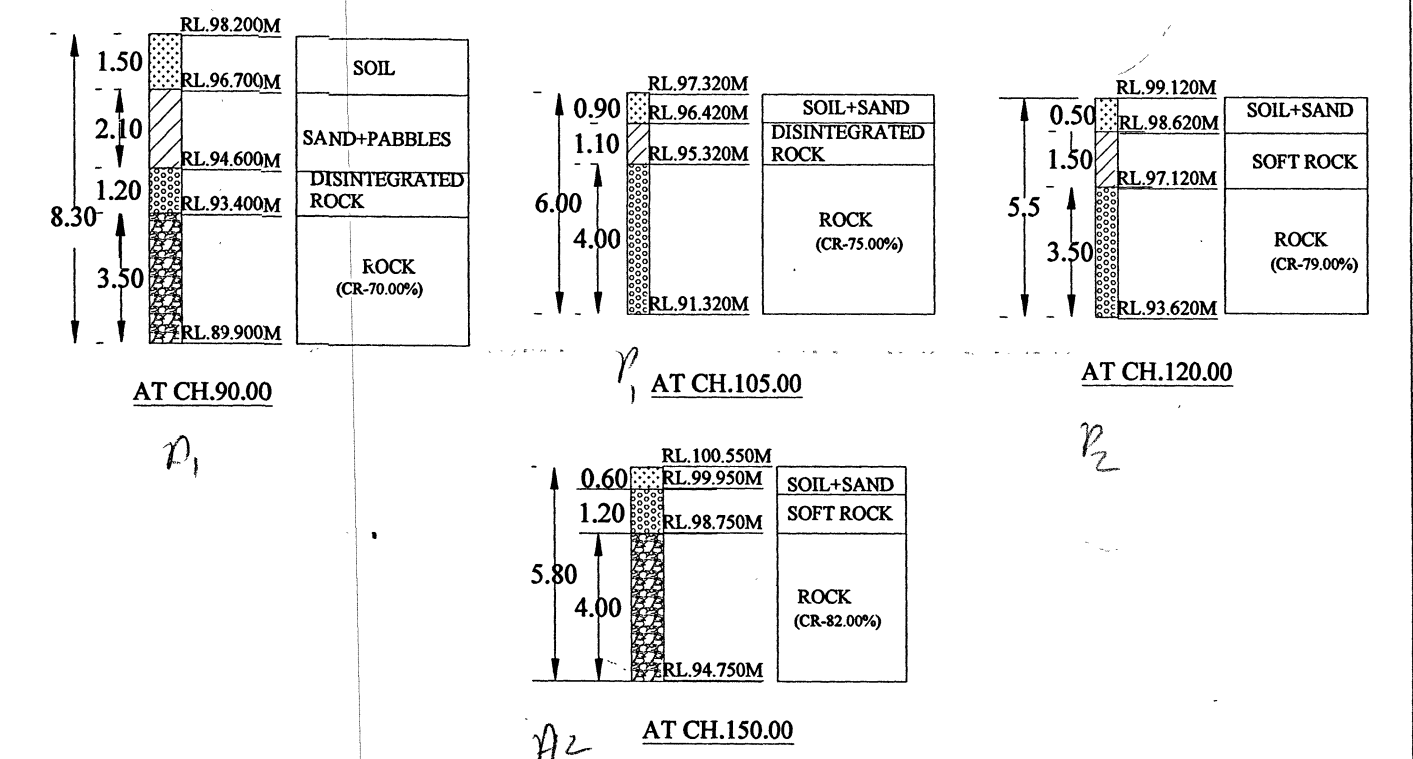 RL.98.200M
1.50
SOIL
RL.96.700M
2.10
SAND+PABBLES
RL.94.600M
1.20
DISINTEGRATED
ROCK
RL.93.400M
8.30
3.50
ROCK
(CR-70.00%)
RL.89.900M
AT CH.90.00
RL.97.320M
0.90
SOIL+SAND
RL.96.420M
1.10
DISINTEGRATED
ROCK
RL.95.320M
6.00
4.00
ROCK
(CR-75.00%)
RL.91.320M
P1 AT CH.105.00
RL.99.120M
0.50
SOIL+SAND
RL.98.620M
1.50
SOFT ROCK
RL.97.120M
5.5
3.50
ROCK
(CR-79.00%)
RL.93.620M
AT CH.120.00
P2
RL.100.550M
0.60
RL.99.950M
SOIL+SAND
1.20
SOFT ROCK
RL.98.750M
5.80
4.00
ROCK
(CR-82.00%)
RL.94.750M
A2 AT CH.150.00